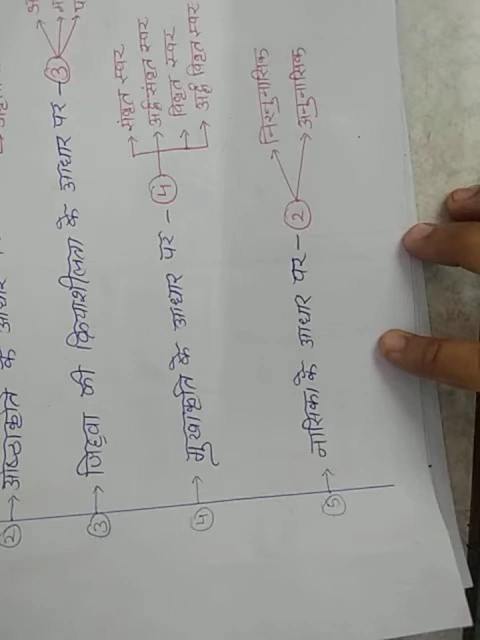 ② → ओष्ठाकृति के आधार
③ → जिह्वा की क्रियाशीलता के आधार पर - ③
④ → मुखाकृति के आधार पर - ④
संवृत स्वर
अर्द्ध संवृत स्वर
विवृत स्वर
अर्द्ध विवृत स्वर
⑤ → नासिका के आधार पर - ②
निरनुनासिक
अनुनासिक